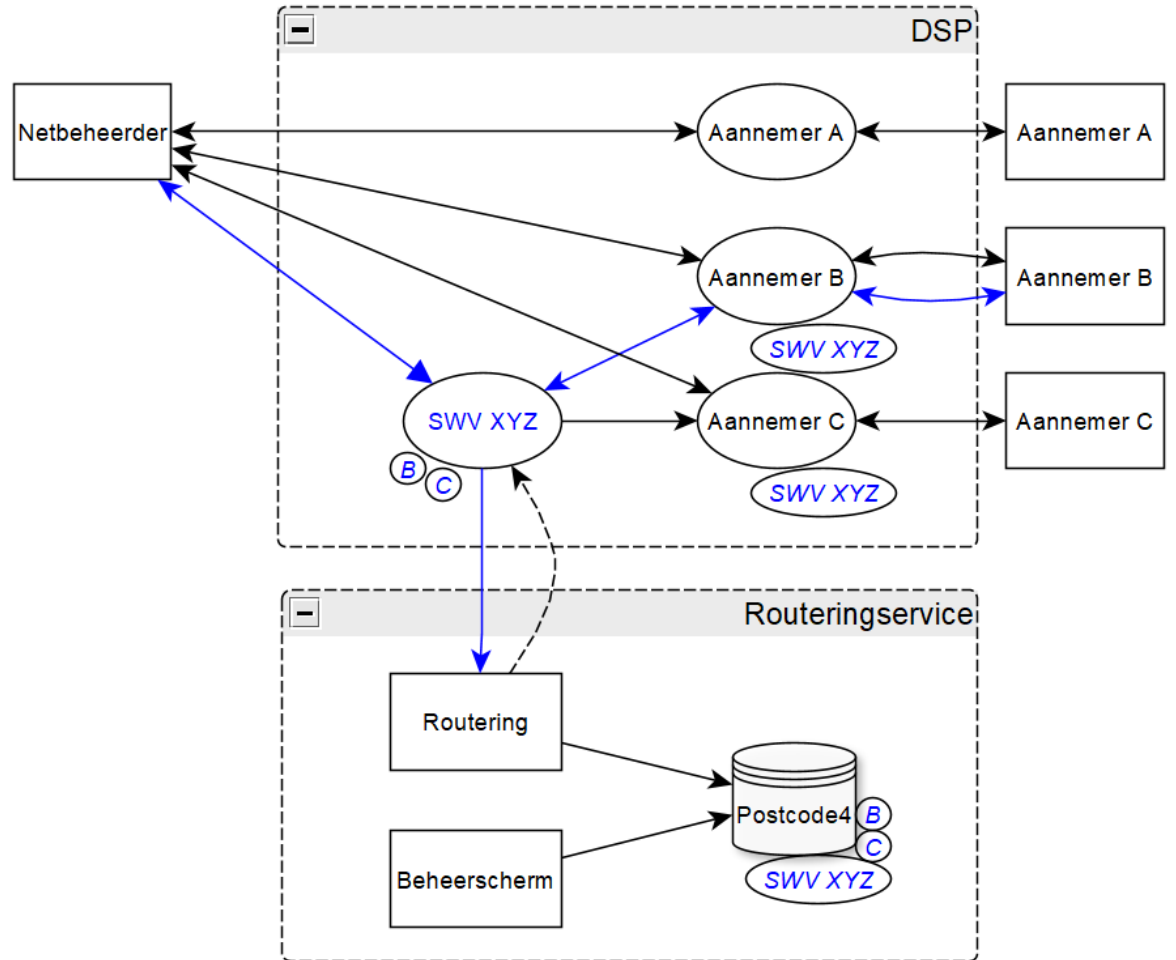 DSP
Netbeheerder
Aannemer A
Aannemer A
Aannemer B
Aannemer B
SWV XYZ
SWV XYZ
Aannemer C
Aannemer C
B
C
SWV XYZ
Routeringservice
Routering
Postcode4
B
C
Beheerscherm
SWV XYZ